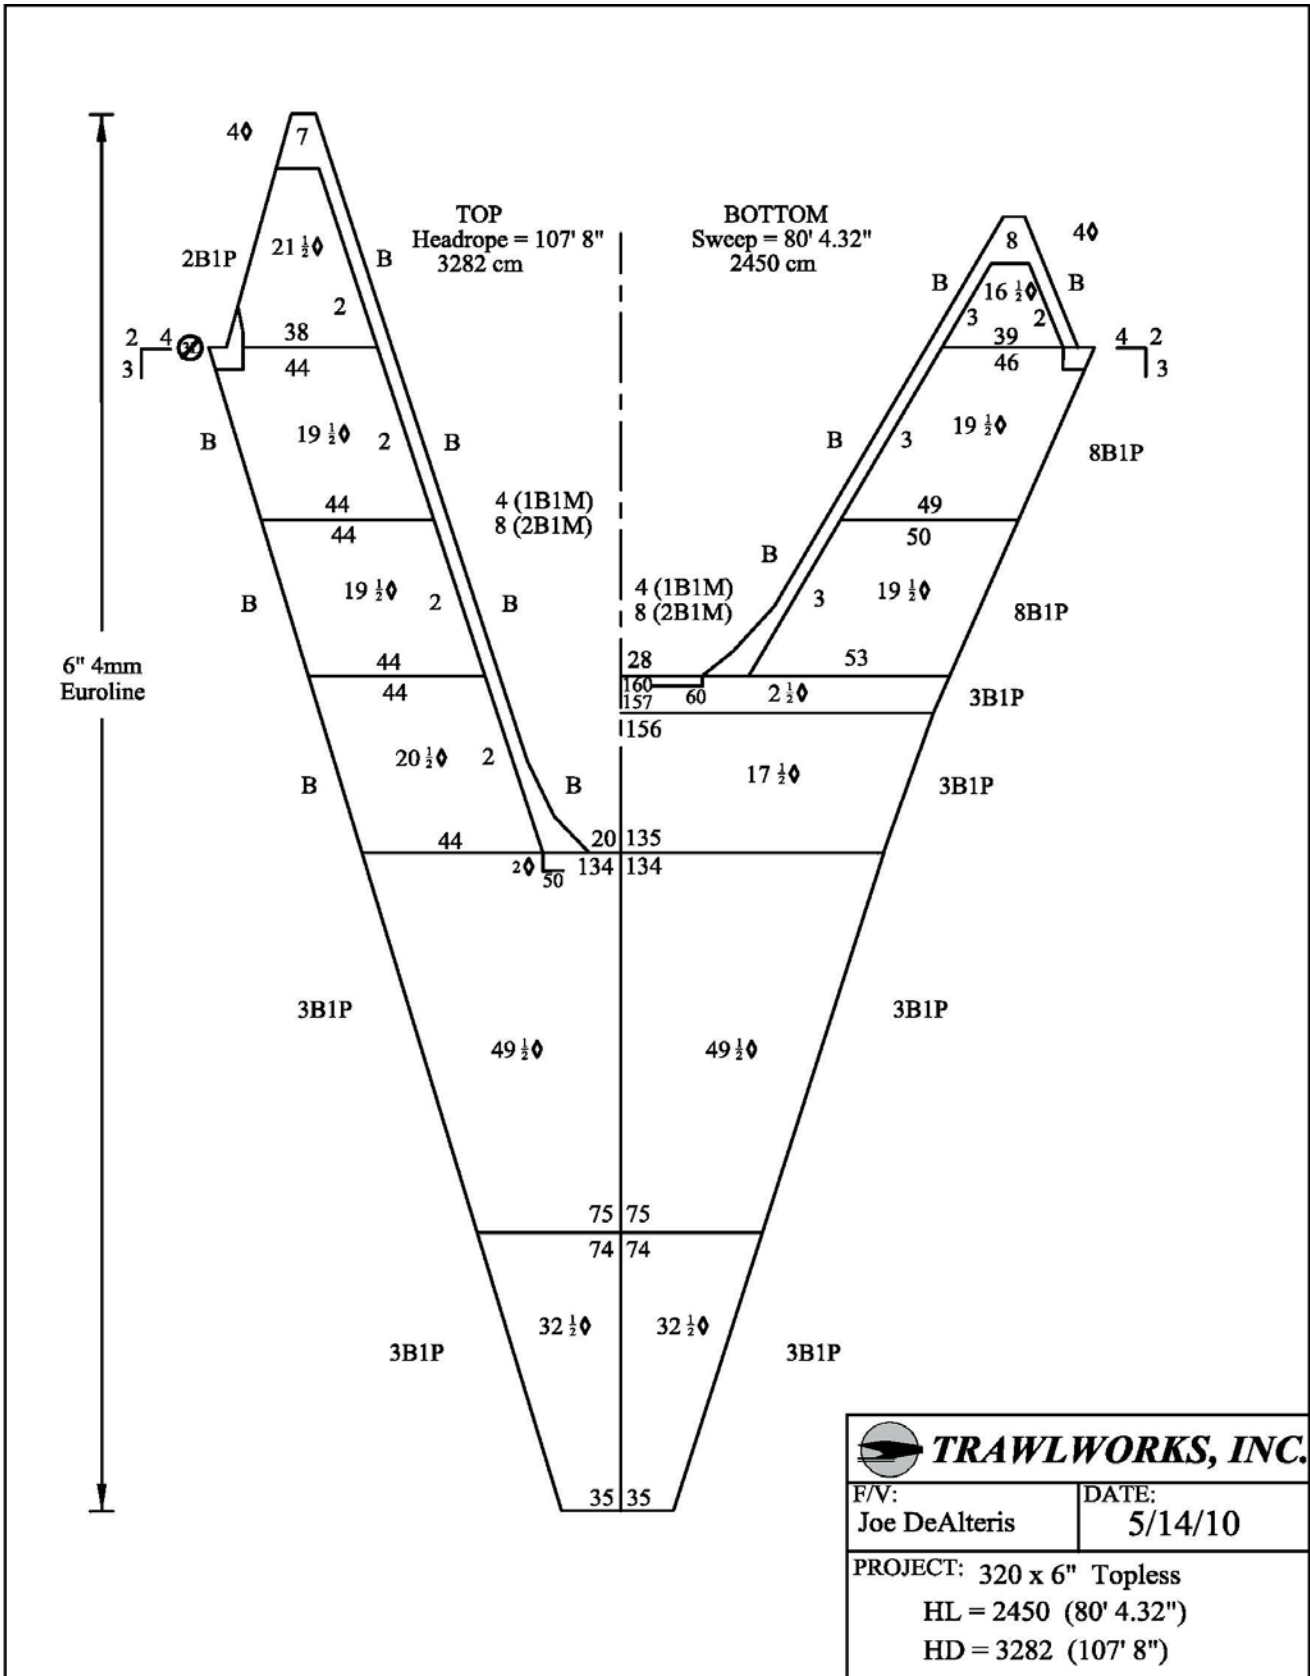 4◊
7
TOP
Headrope = 107' 8"
3282 cm
BOTTOM
Sweep = 80' 4.32"
2450 cm
8
4◊
2B1P
21 ½◊
B
2
B
16 ½◊
B
3
2
2 4
3
38
44
39
46
4 2
3
B
19 ½◊
2
B
B
3
19 ½◊
8B1P
44
44
4 (1B1M)
8 (2B1M)
49
50
B
19 ½◊
2
B
4 (1B1M)
8 (2B1M)
B
3
19 ½◊
8B1P
6" 4mm
Euroline
44
44
28
160
157
60
53
2 ½◊
3B1P
156
B
20 ½◊
2
B
17 ½◊
3B1P
44
20
135
2◊
50
134
134
3B1P
49 ½◊
49 ½◊
3B1P
75
75
74
74
3B1P
32 ½◊
32 ½◊
3B1P
35
35
TRAWLWORKS, INC.
F/V:
Joe DeAlteris
DATE:
5/14/10
PROJECT: 320 x 6" Topless
HL = 2450 (80' 4.32")
HD = 3282 (107' 8")